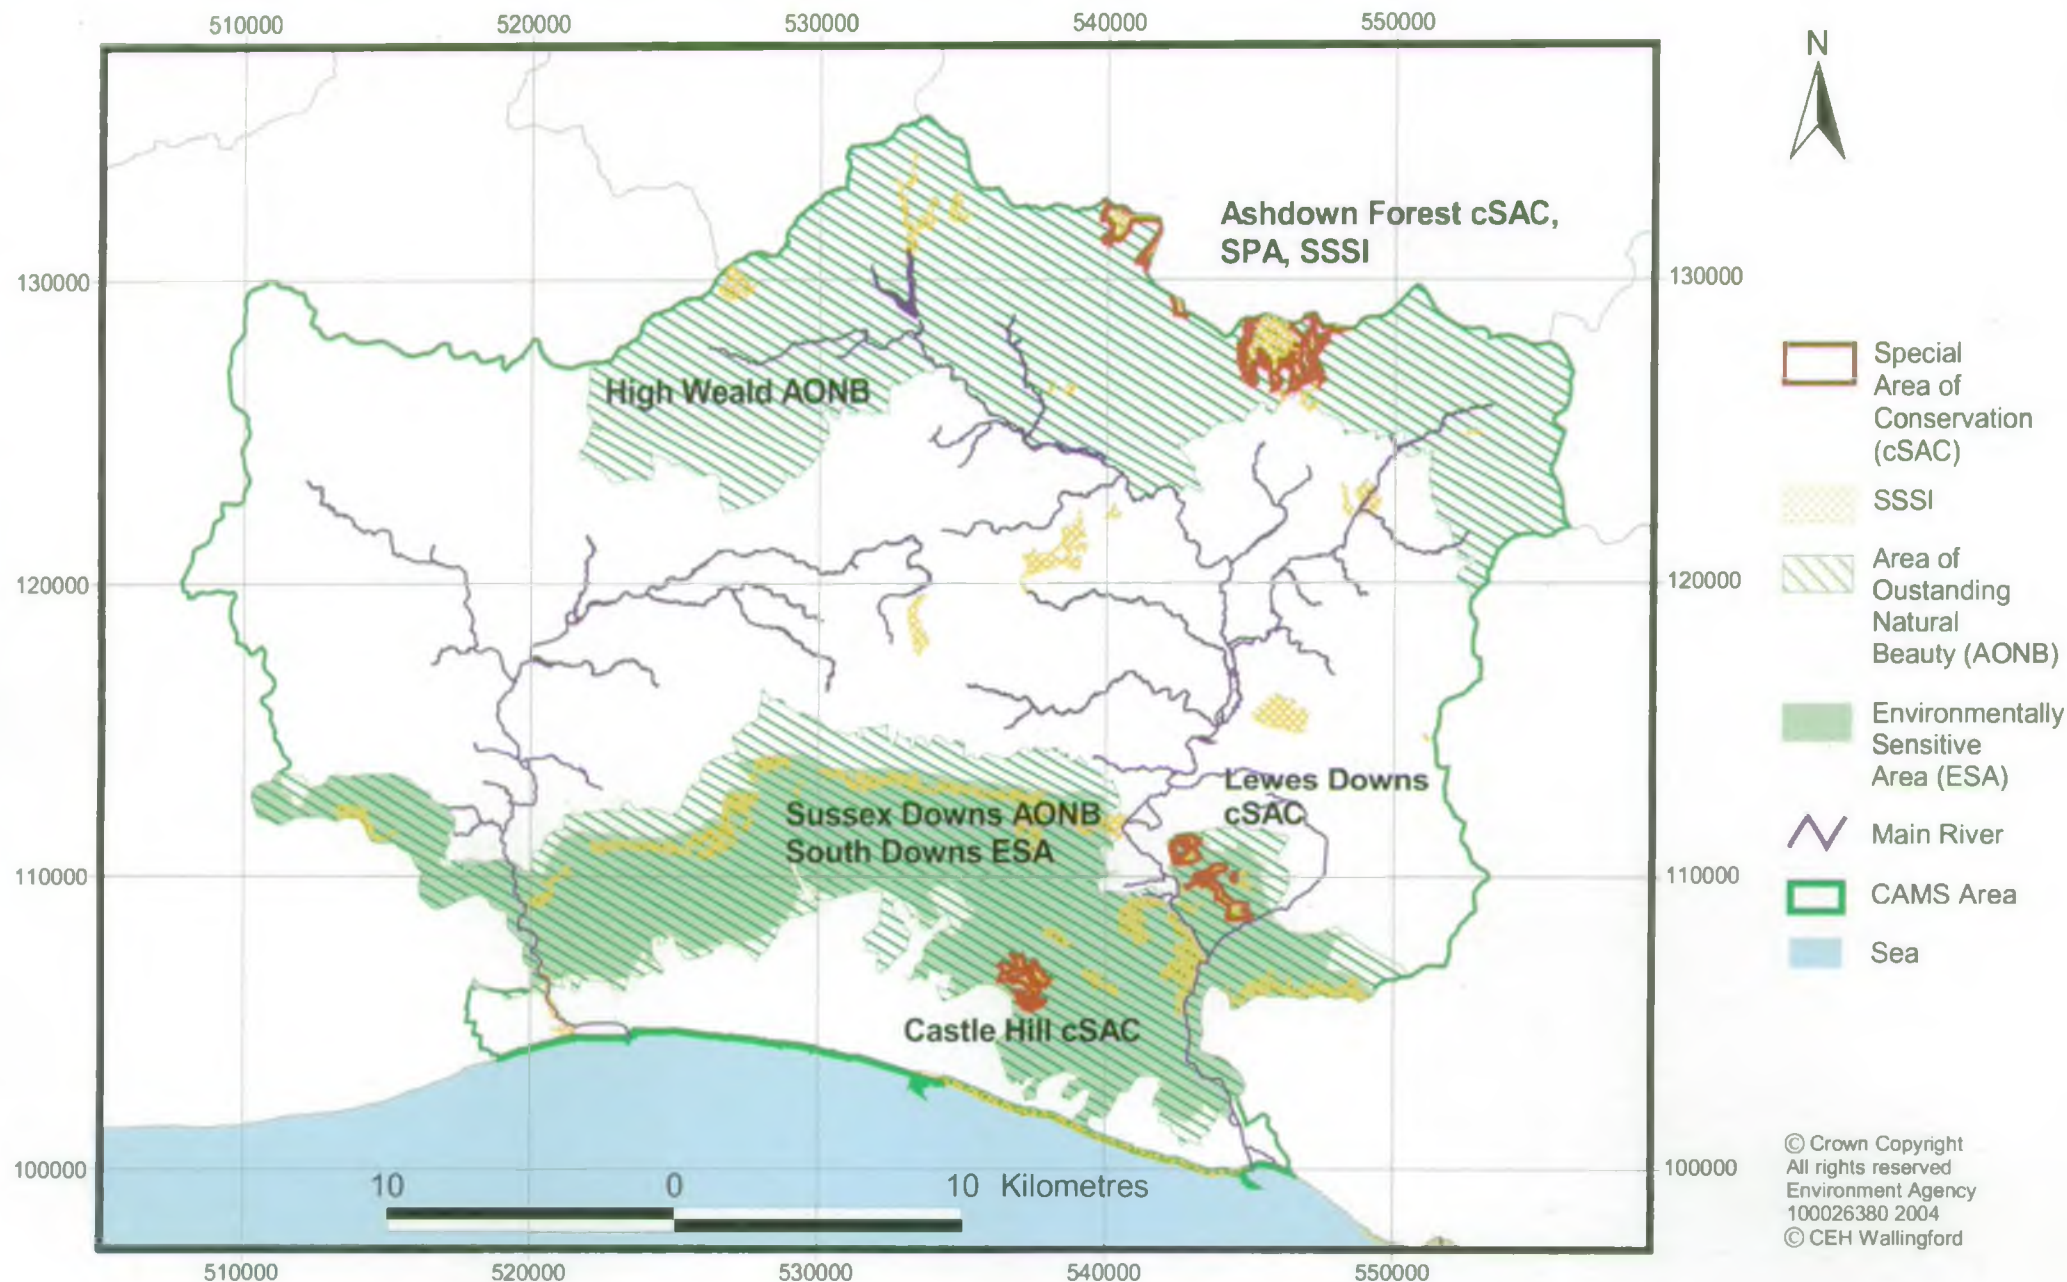 510000
520000
530000
540000
550000
N
Ashdown Forest cSAC,
SPA, SSSI
130000
130000
High Weald AONB
120000
120000
Lewes Downs
cSAC
Sussex Downs AONB
South Downs ESA
110000
110000
Castle Hill cSAC
100000
100000
10
0
10 Kilometres
510000
520000
530000
540000
550000
Special
Area of
Conservation
(cSAC)
SSSI
Area of
Oustanding
Natural
Beauty (AONB)
Environmentally
Sensitive
Area (ESA)
Main River
CAMS Area
Sea
© Crown Copyright
All rights reserved
Environment Agency
100026380 2004
© CEH Wallingford